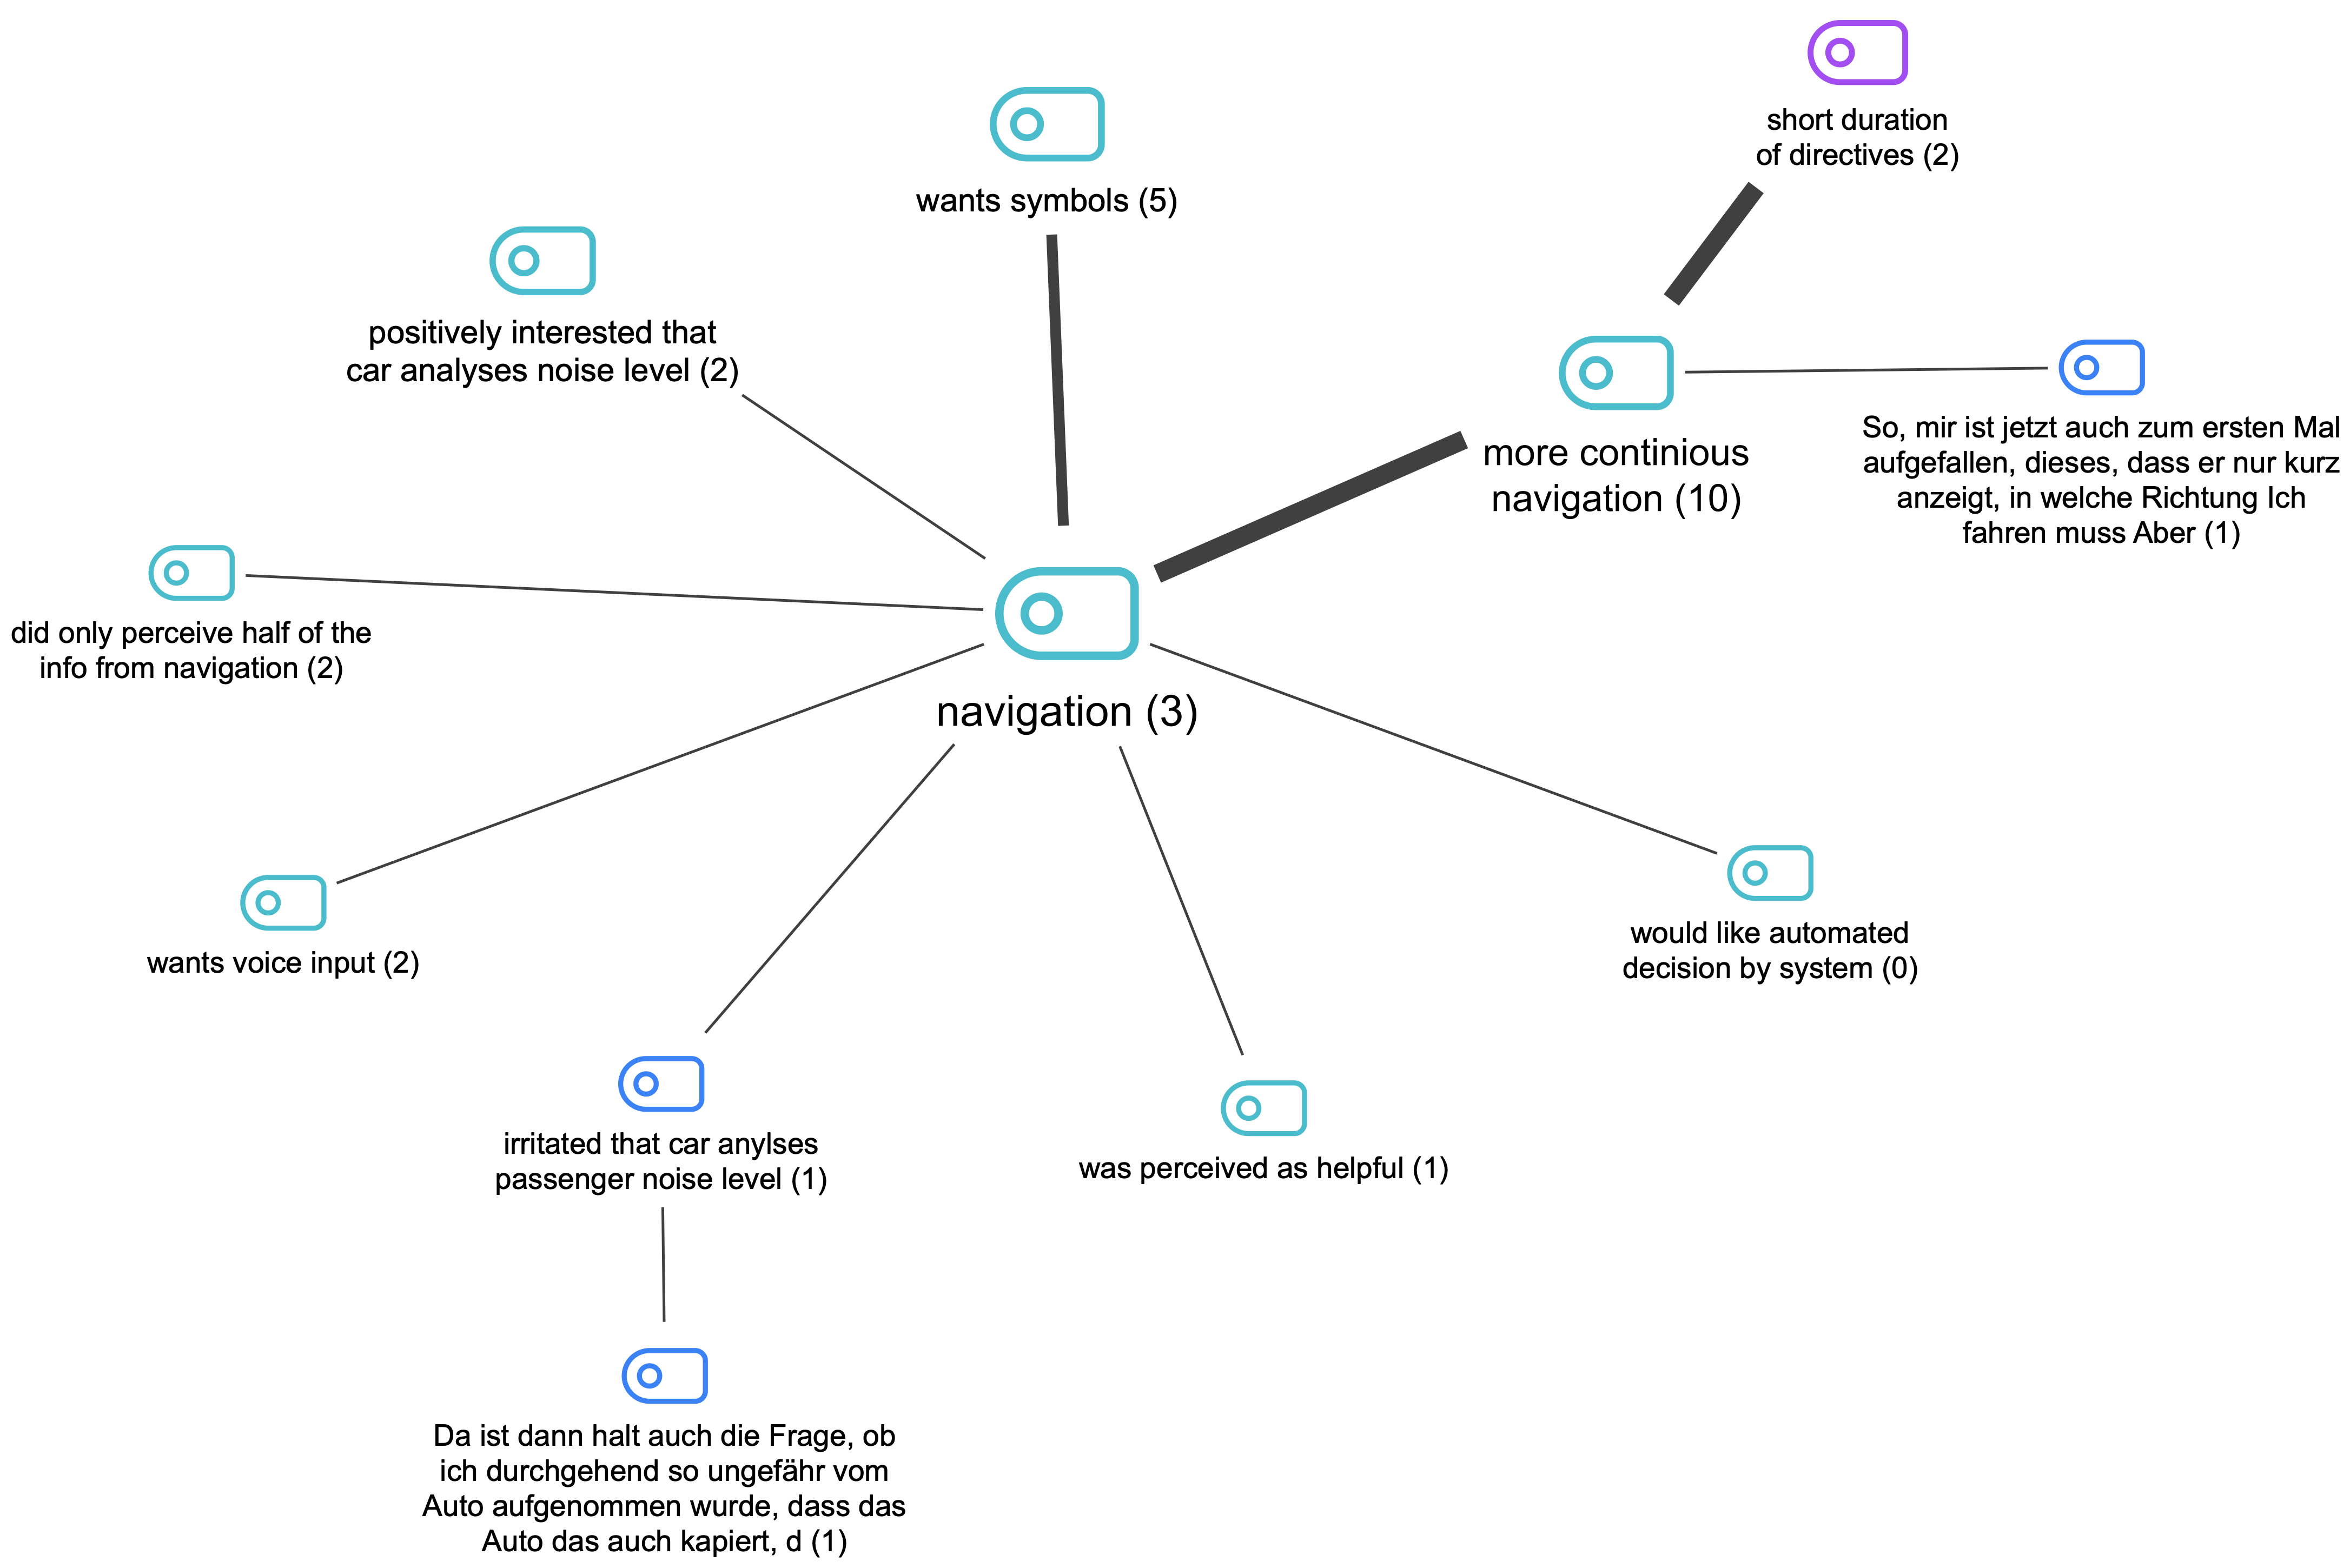 short duration
of directives (2)
wants symbols (5)
positively interested that
car analyses noise level (2)
more continious
navigation (10)
So, mir ist jetzt auch zum ersten Mal
aufgefallen, dieses, dass er nur kurz
anzeigt, in welche Richtung Ich
fahren muss Aber (1)
did only perceive half of the
info from navigation (2)
navigation (3)
wants voice input (2)
would like automated
decision by system (0)
irritated that car anylses
passenger noise level (1)
was perceived as helpful (1)
Da ist dann halt auch die Frage, ob
ich durchgehend so ungefähr vom
Auto aufgenommen wurde, dass das
Auto das auch kapiert, d (1)